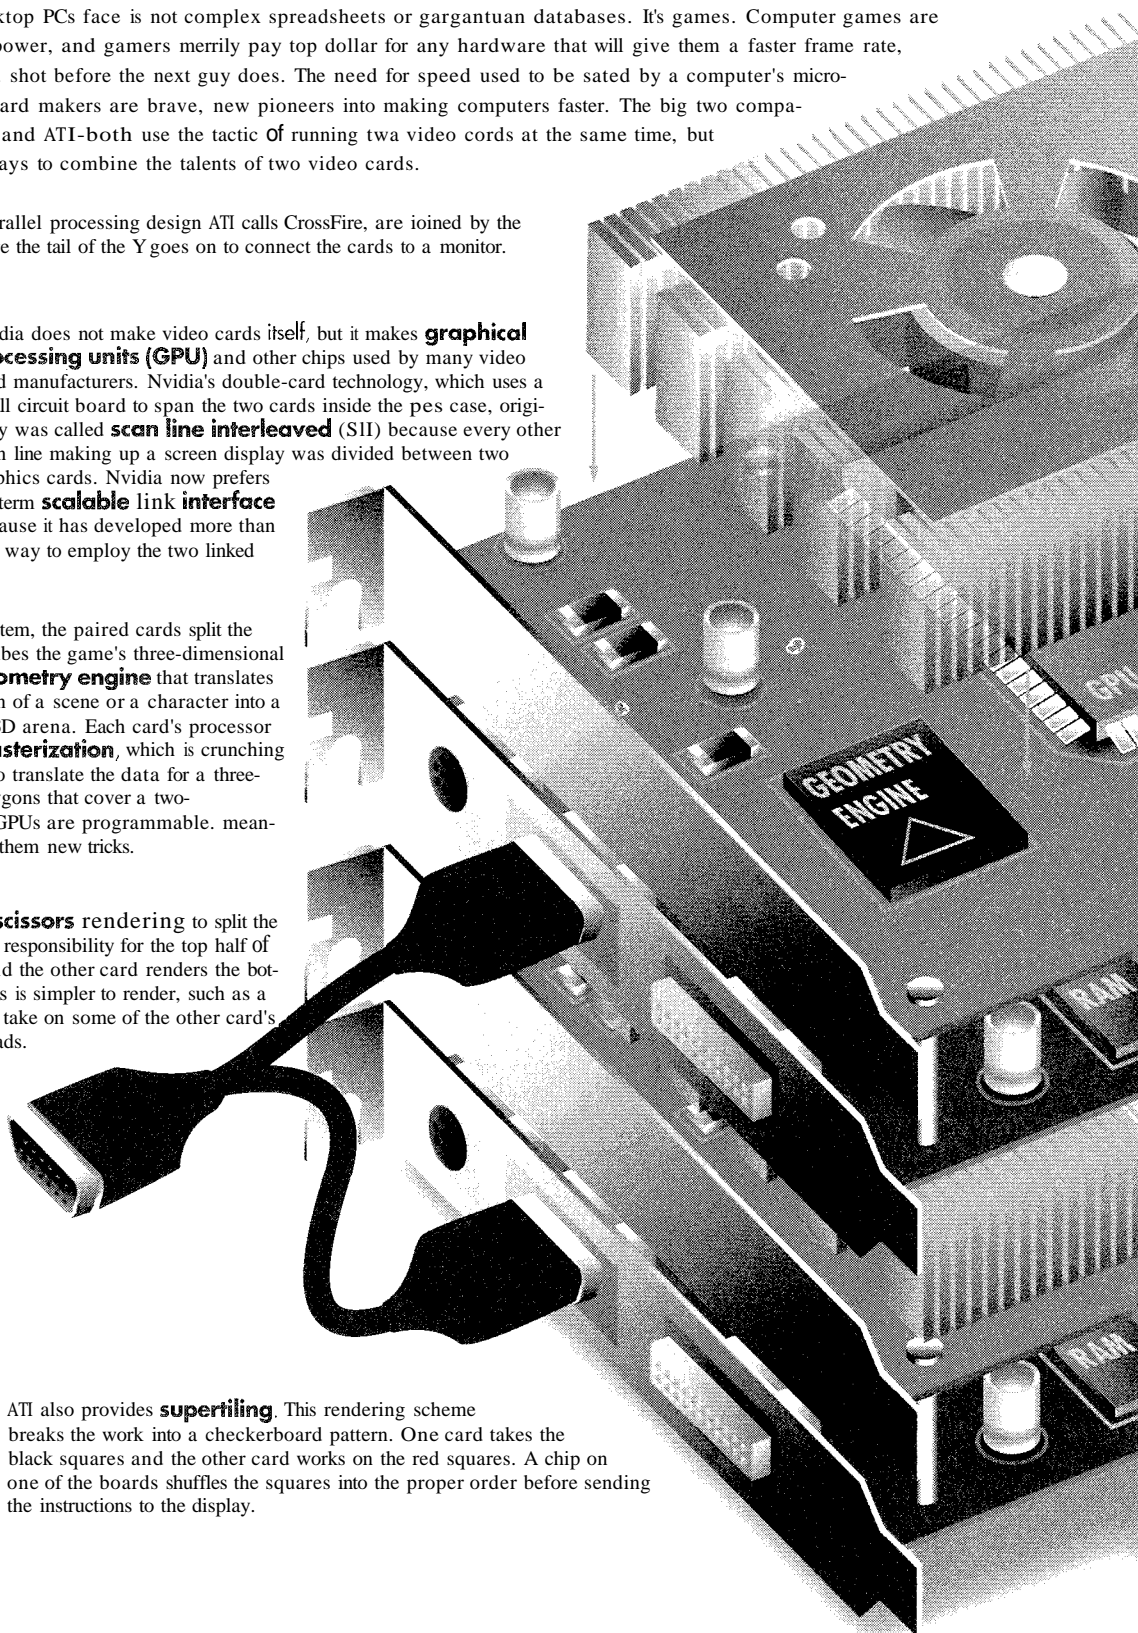 ktop PCs face is not complex spreadsheets or gargantuan databases. It's games. Computer games are
power, and gamers merrily pay top dollar for any hardware that will give them a faster frame rate,
shot before the next guy does. The need for speed used to be sated by a computer's micro-
ard makers are brave, new pioneers into making computers faster. The big two compa-
and ATI-both use the tactic of running twa video cords at the same time, but
ays to combine the talents of two video cards.
rallel processing design ATI calls CrossFire, are ioined by the
e the tail of the Y goes on to connect the cards to a monitor.
dia does not make video cards itself, but it makes graphical
cessing units (GPU) and other chips used by many video
d manufacturers. Nvidia's double-card technology, which uses a
ll circuit board to span the two cards inside the pes case, origi-
y was called scan line interleaved (SlI) because every other
n line making up a screen display was divided between two
phics cards. Nvidia now prefers
term scalable link interface
ause it has developed more than
way to employ the two linked
tem, the paired cards split the
ibes the game's three-dimensional
ometry engine that translates
n of a scene or a character into a
3D arena. Each card's processor
asterization, which is crunching
o translate the data for a three-
ygons that cover a two-
GPUs are programmable. mean-
them new tricks.
scissors rendering to split the
responsibility for the top half of
d the other card renders the bot-
s is simpler to render, such as a
take on some of the other card's
ads.
GPU
GEOMETRY
ENGINE
RAM
RAM
ATI also provides supertiling. This rendering scheme
breaks the work into a checkerboard pattern. One card takes the
black squares and the other card works on the red squares. A chip on
one of the boards shuffles the squares into the proper order before sending
the instructions to the display.